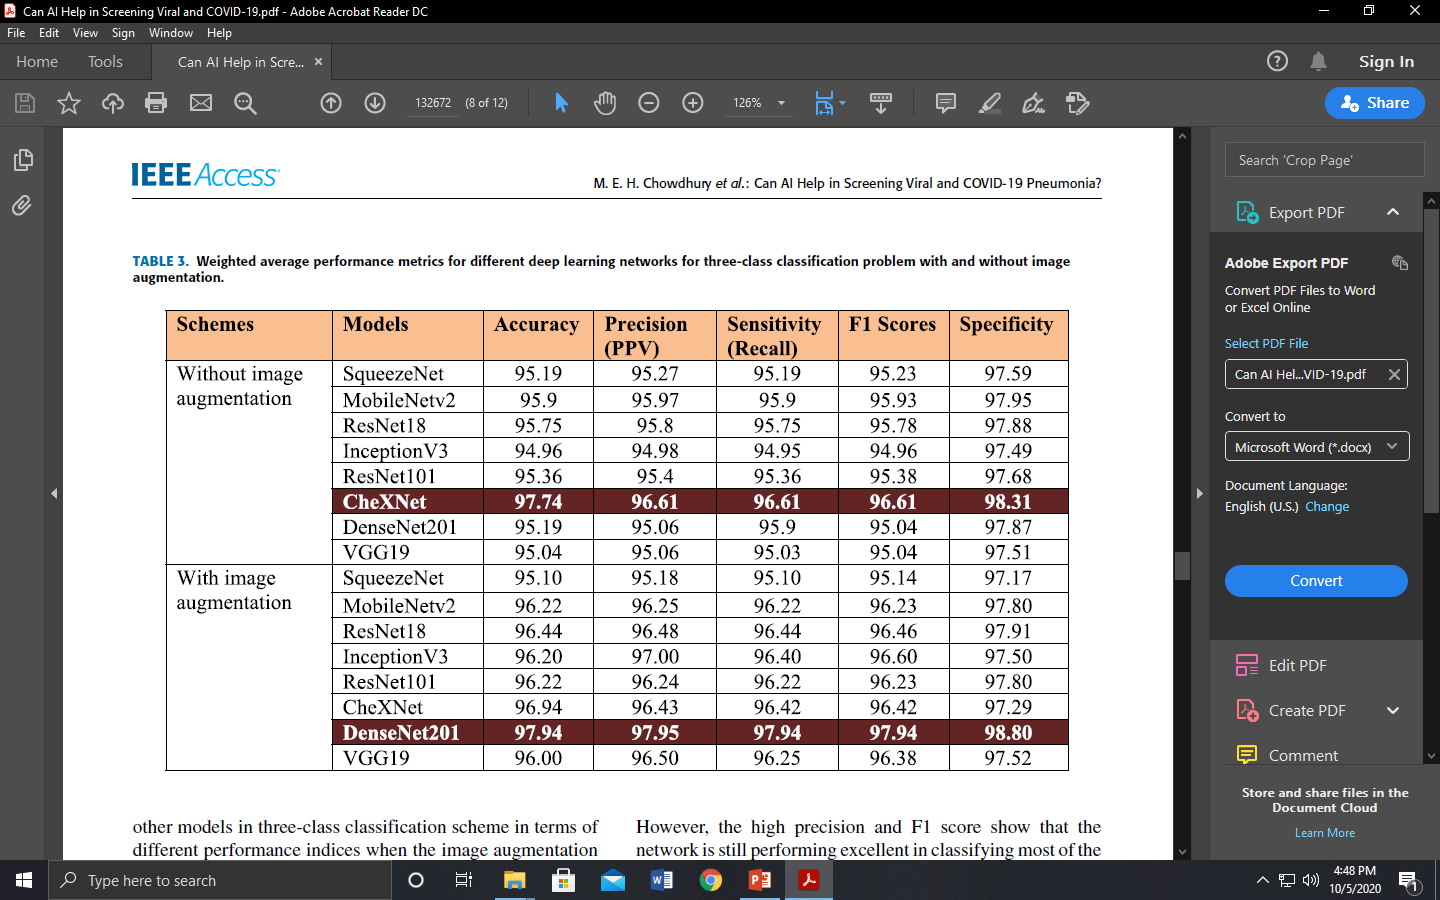 Can AI Help in Screening Viral and COVID-19.pdf - Adobe Acrobat Reader DC
File Edit View Sign Window Help
Home Tools Can AI Help in Scre... ×
Sign In
132672 (8 of 12)
126%
Share
IEEE Access
M. E. H. Chowdhury et al.: Can AI Help in Screening Viral and COVID-19 Pneumonia?
TABLE 3. Weighted average performance metrics for different deep learning networks for three-class classification problem with and without image
augmentation.
Schemes Models Accuracy Precision (PPV) Sensitivity (Recall) F1 Scores Specificity
Without image augmentation
SqueezeNet 95.19 95.27 95.19 95.23 97.59
MobileNetv2 95.9 95.97 95.9 95.93 97.95
ResNet18 95.75 95.8 95.75 95.78 97.88
InceptionV3 94.96 94.98 94.95 94.96 97.49
ResNet101 95.36 95.4 95.36 95.38 97.68
CheXNet 97.74 96.61 96.61 96.61 98.31
DenseNet201 95.19 95.06 95.9 95.04 97.87
VGG19 95.04 95.06 95.03 95.04 97.51
With image augmentation
SqueezeNet 95.10 95.18 95.10 95.14 97.17
MobileNetv2 96.22 96.25 96.22 96.23 97.80
ResNet18 96.44 96.48 96.44 96.46 97.91
InceptionV3 96.20 97.00 96.40 96.60 97.50
ResNet101 96.22 96.24 96.22 96.23 97.80
CheXNet 96.94 96.43 96.42 96.42 97.29
DenseNet201 97.94 97.95 97.94 97.94 98.80
VGG19 96.00 96.50 96.25 96.38 97.52
other models in three-class classification scheme in terms of
different performance indices when the image augmentation
However, the high precision and F1 score show that the
network is still performing excellent in classifying most of the
Search 'Crop Page'
Export PDF
Adobe Export PDF
Convert PDF Files to Word
or Excel Online
Select PDF File
Can AI Hel...VID-19.pdf
Convert to
Microsoft Word (*.docx)
Document Language:
English (U.S.) Change
Convert
Edit PDF
Create PDF
Comment
Store and share files in the
Document Cloud
Learn More
Type here to search
4:48 PM
10/5/2020
1